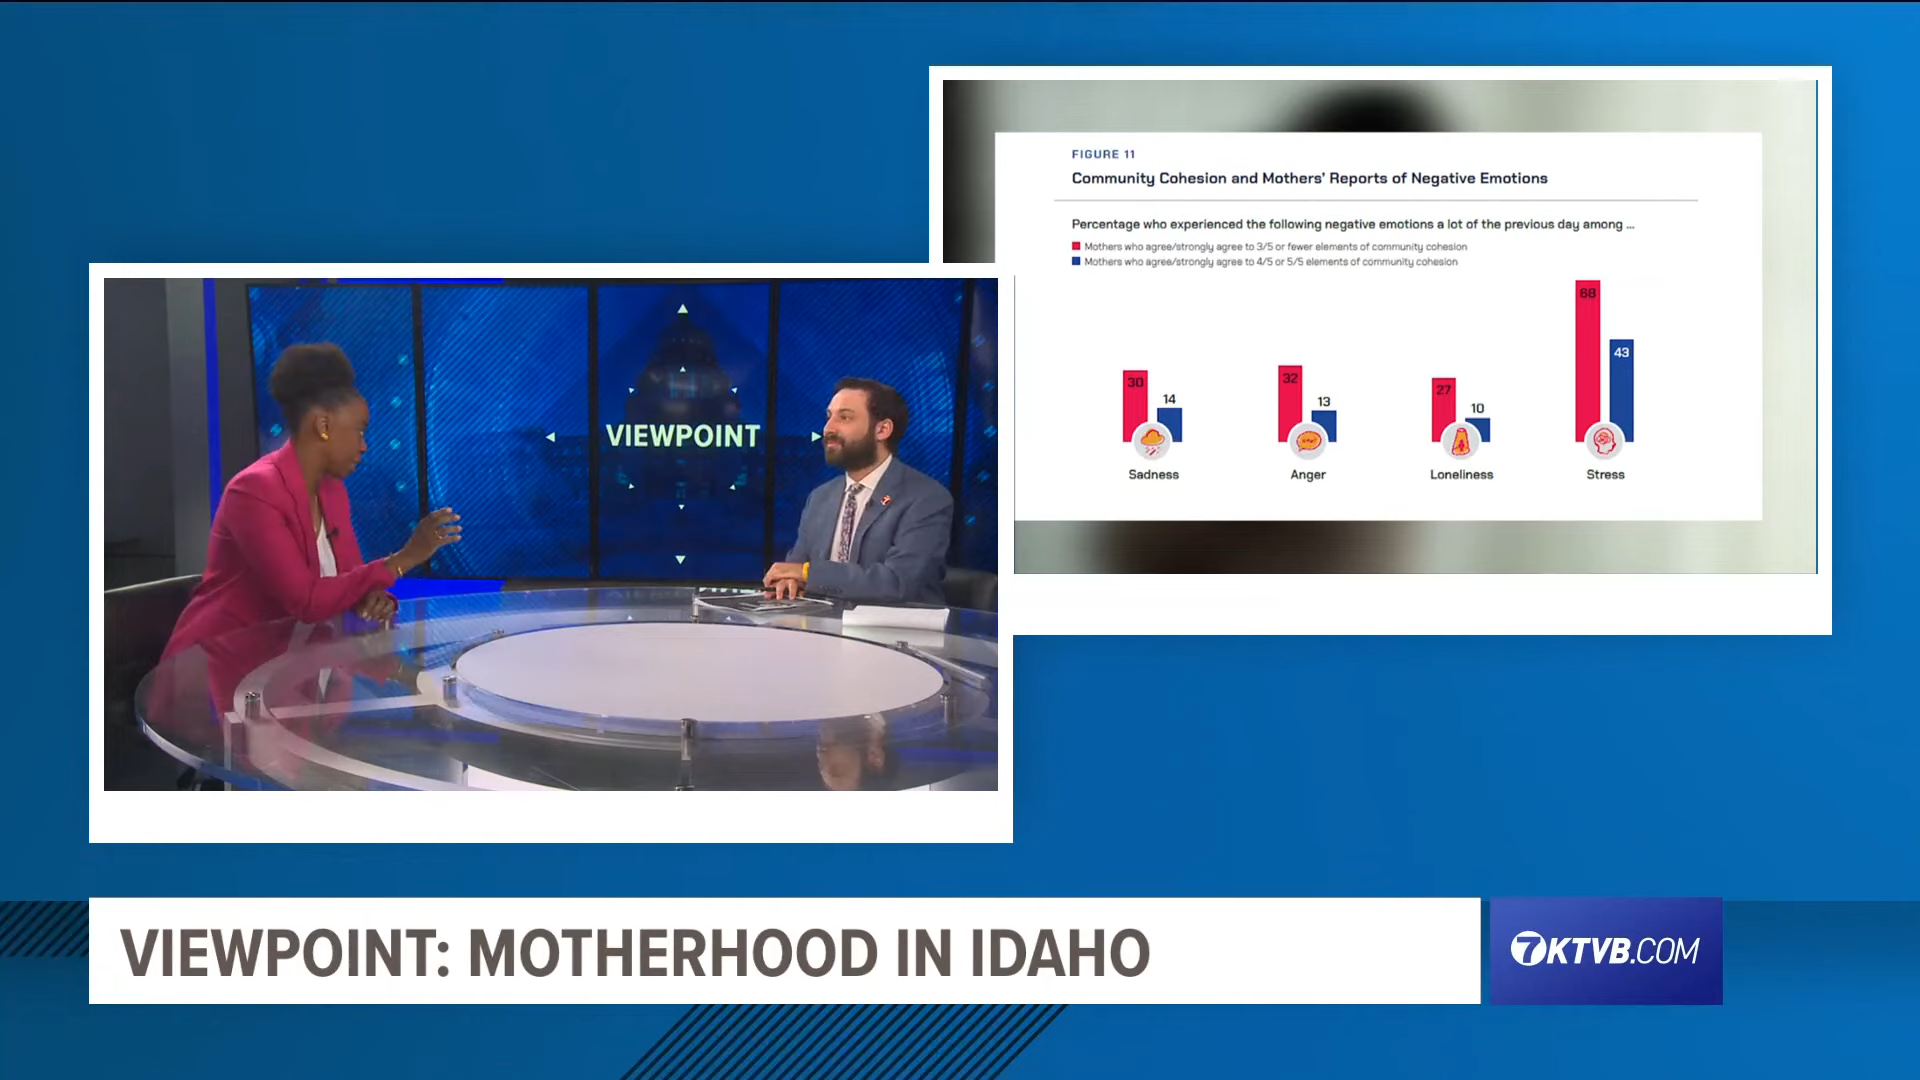 FIGURE 11
Community Cohesion and Mothers' Reports of Negative Emotions
Percentage who experienced the following negative emotions a lot of the previous day among ...
Mothers who agree/strongly agree to 3/5 or fewer elements of community cohesion
Mothers who agree/strongly agree to 4/5 or 5/5 elements of community cohesion
30 14 32 13 27 10 68 43
Sadness Anger Loneliness Stress
VIEWPOINT
VIEWPOINT: MOTHERHOOD IN IDAHO
7KTVB.COM